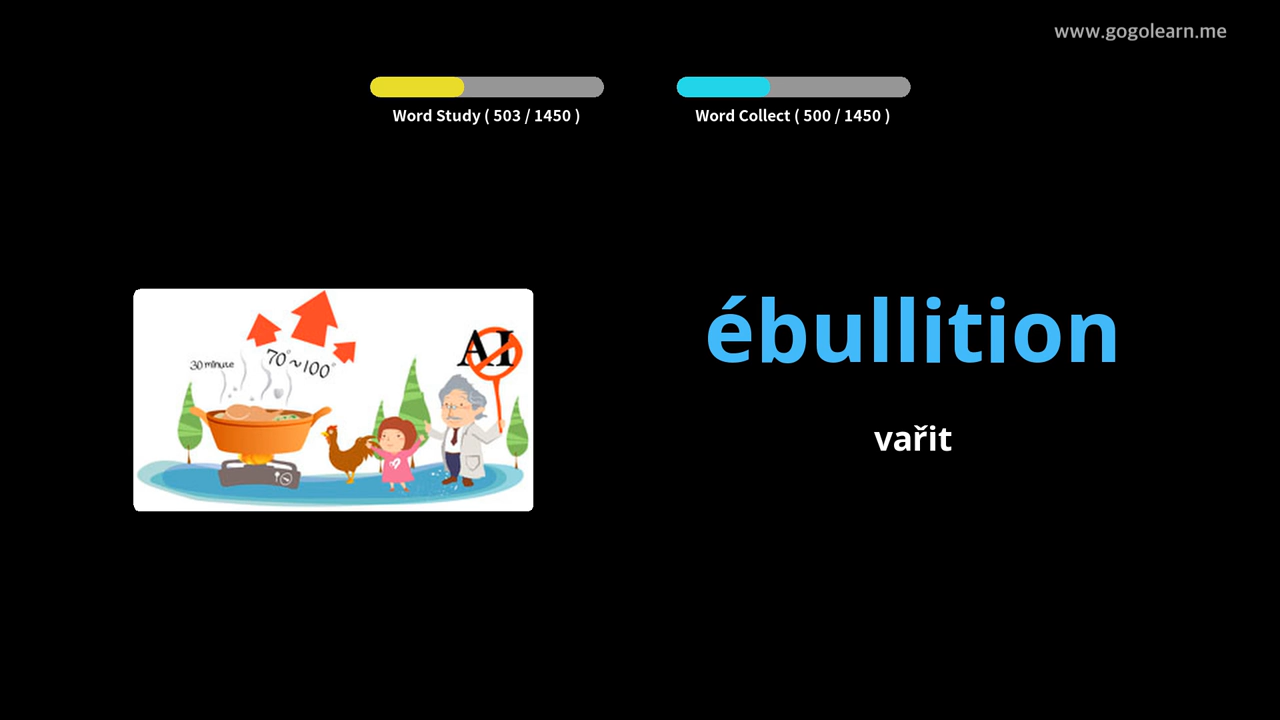 www.gogolearn.me
Word Study ( 503 / 1450 )
Word Collect ( 500 / 1450 )
30 minute
70°~100°
AI
ébullition
vařit